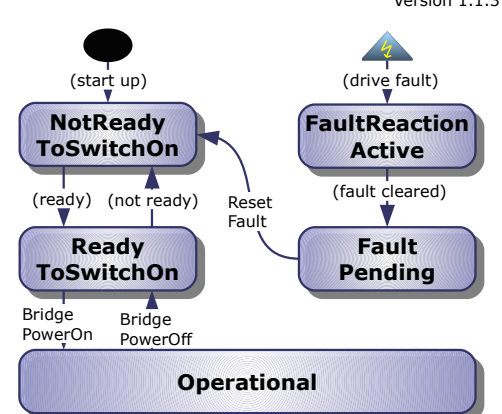 (start up)
(drive fault)
NotReady
ToSwitchOn
FaultReaction
Active
(ready)
(not ready)
Reset
Fault
(fault cleared)
Ready
ToSwitchOn
Fault
Pending
Bridge
PowerOn
Bridge
PowerOff
Operational